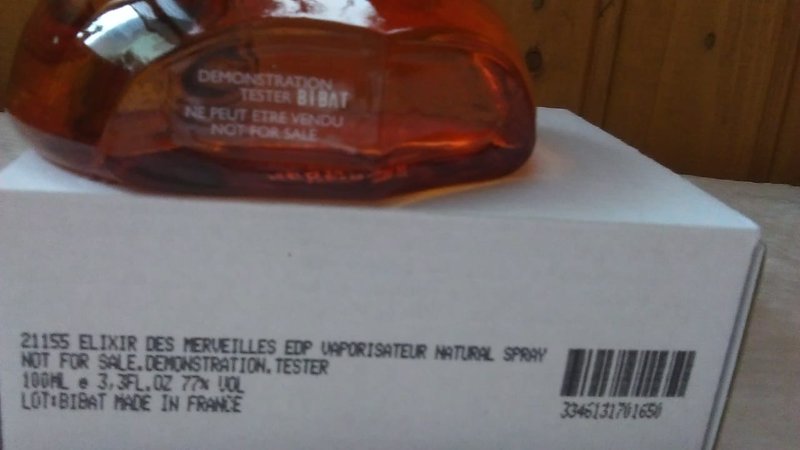 DEMONSTRATION
TESTER BIBAT
NE PEUT ETRE VENDU
NOT FOR SALE
21155 ELIXIR DES MERVEILLES EDP VAPORISATEUR NATURAL SPRAY
NOT FOR SALE.DEMONSTRATION.TESTER
100ML e 3,3FL.OZ 77% VOL
LOT:BIBAT MADE IN FRANCE
3346131701650